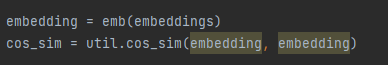 embedding = emb(embeddings)
cos_sim = util.cos_sim(embedding, embedding)